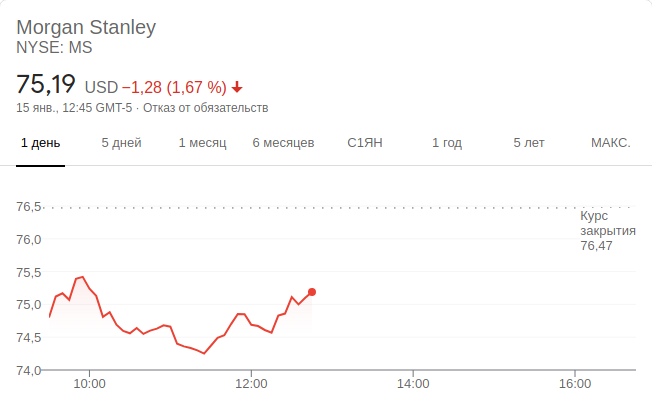 Morgan Stanley
NYSE: MS
75,19 USD −1,28 (1,67 %)
15 янв., 12:45 GMT-5 · Отказ от обязательств
1 день 5 дней 1 месяц 6 месяцев С1ЯН 1 год 5 лет МАКС.
76,5
Курс
закрытия
76,47
76,0
75,5
75,0
74,5
74,0
10:00 12:00 14:00 16:00